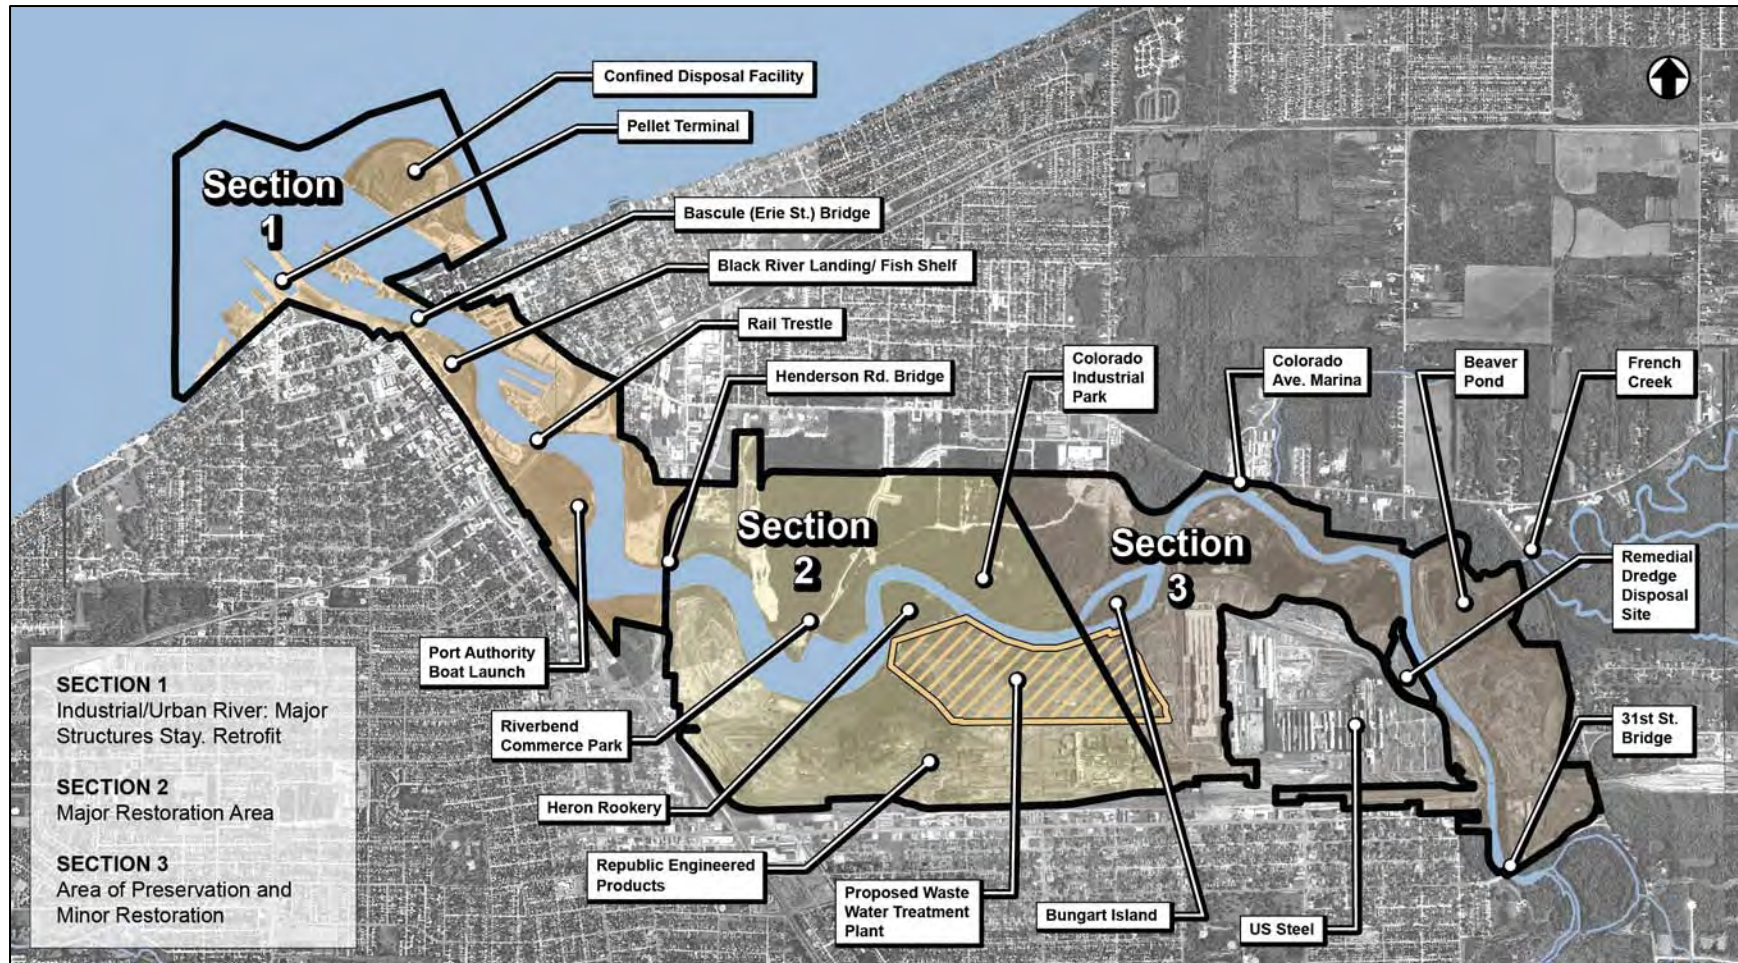 Confined Disposal Facility
Pellet Terminal
Section
1
Bascule (Erie St.) Bridge
Black River Landing/ Fish Shelf
Rail Trestle
Henderson Rd. Bridge
Colorado
Industrial
Park
Colorado
Ave. Marina
Beaver
Pond
French
Creek
Section
2
Section
3
Remedial
Dredge
Disposal
Site
Port Authority
Boat Launch
Riverbend
Commerce Park
31st St.
Bridge
Heron Rookery
Republic Engineered
Products
Proposed Waste
Water Treatment
Plant
Bungart Island
US Steel
SECTION 1
Industrial/Urban River: Major
Structures Stay. Retrofit
SECTION 2
Major Restoration Area
SECTION 3
Area of Preservation and
Minor Restoration